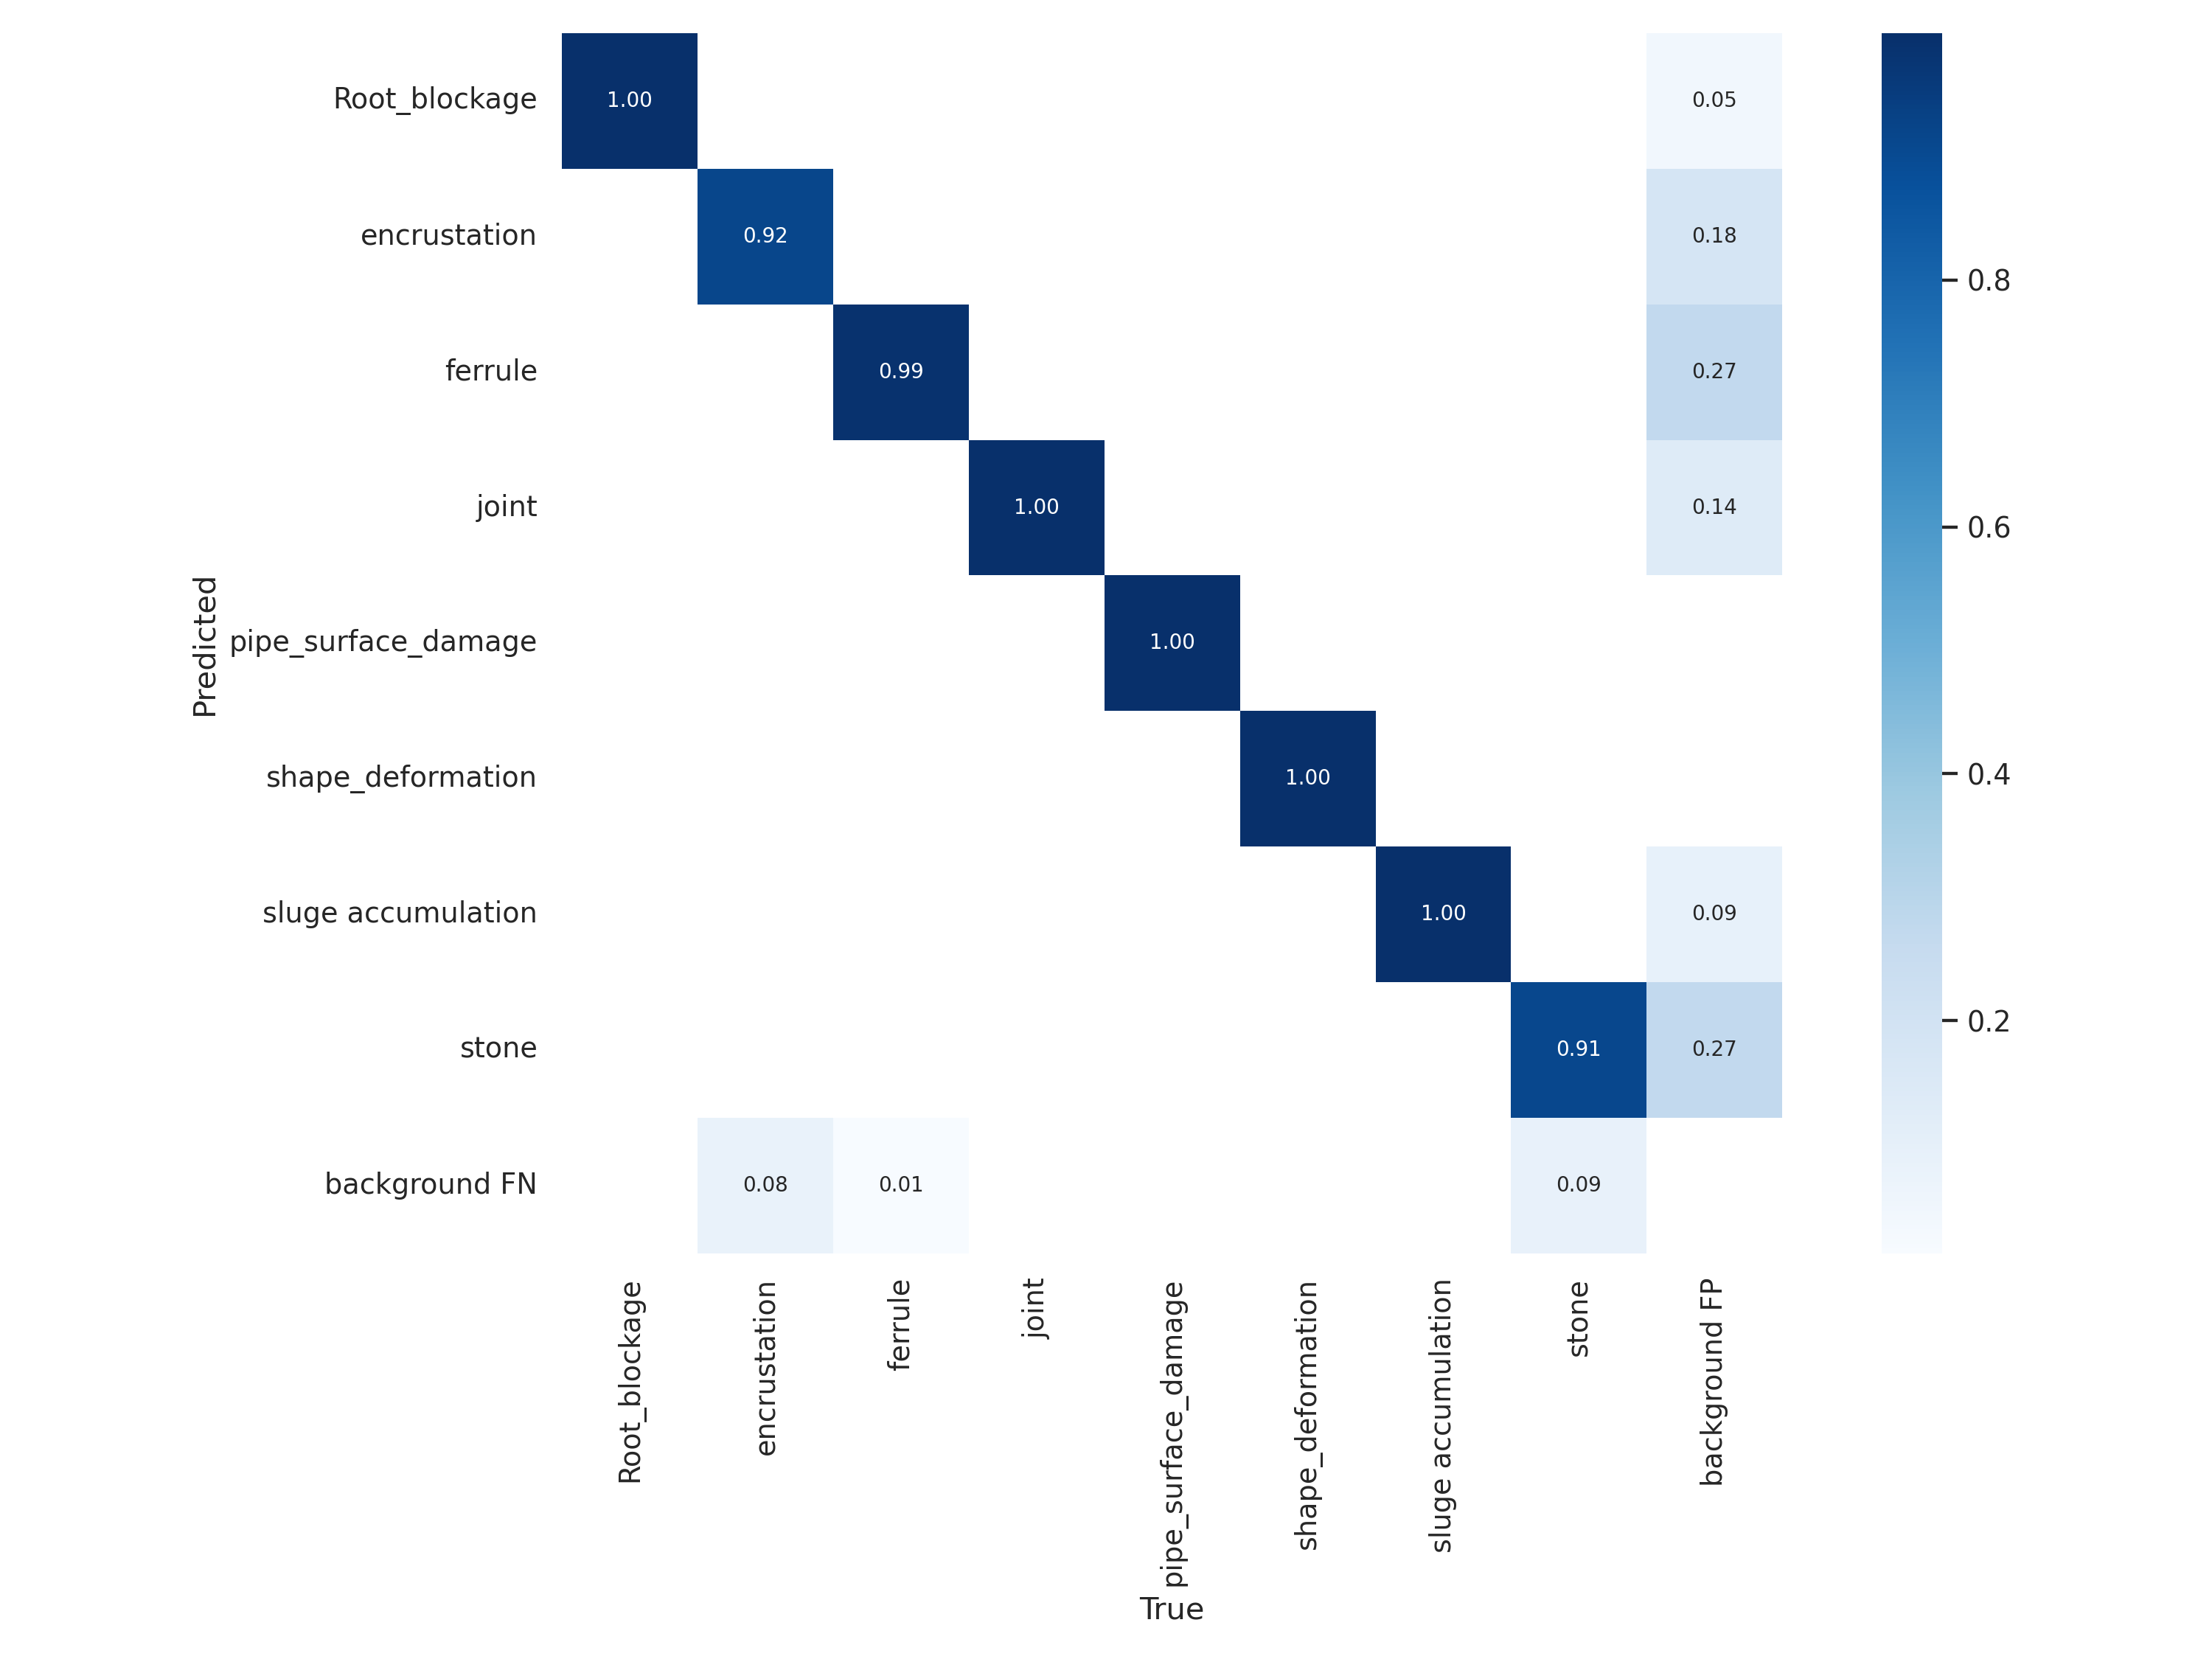 Root_blockage 1.00 0.05
encrustation 0.92 0.18
0.8
ferrule 0.99 0.27
joint 1.00 0.14
0.6
Predicted
pipe_surface_damage 1.00
shape_deformation 1.00
0.4
sluge accumulation 1.00 0.09
stone 0.91 0.27
0.2
background FN 0.08 0.01 0.09
Root_blockage
encrustation
ferrule
joint
pipe_surface_damage
shape_deformation
sluge accumulation
stone
background FP
True